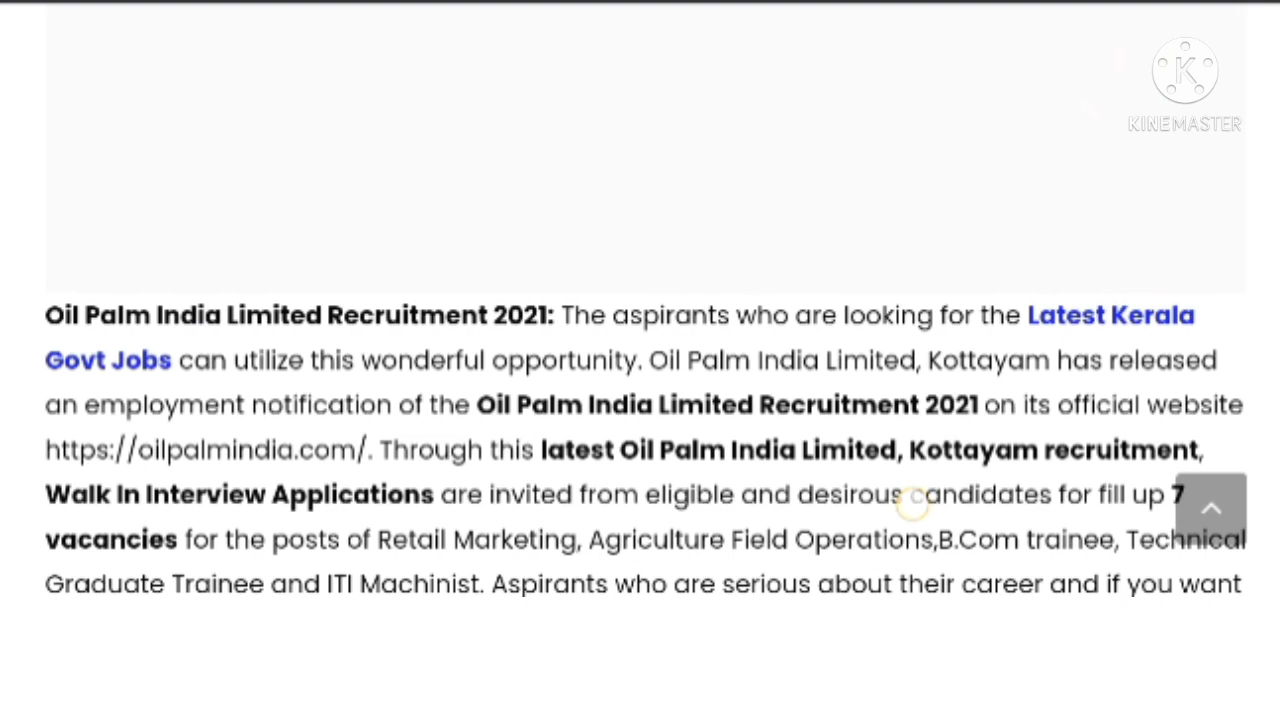 KINEMASTER
Oil Palm India Limited Recruitment 2021: The aspirants who are looking for the Latest Kerala
Govt Jobs can utilize this wonderful opportunity. Oil Palm India Limited, Kottayam has released
an employment notification of the Oil Palm India Limited Recruitment 2021 on its official website
https://oilpalmindia.com/. Through this latest Oil Palm India Limited, Kottayam recruitment,
Walk In Interview Applications are invited from eligible and desirous candidates for fill up 7
vacancies for the posts of Retail Marketing, Agriculture Field Operations,B.Com trainee, Technical
Graduate Trainee and ITI Machinist. Aspirants who are serious about their career and if you want